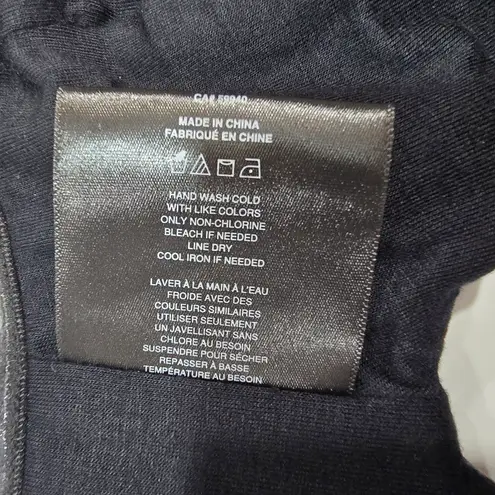 CA# 59940
MADE IN CHINA
FABRIQUÉ EN CHINE
HAND WASH COLD
WITH LIKE COLORS
ONLY NON-CHLORINE
BLEACH IF NEEDED
LINE DRY
COOL IRON IF NEEDED
LAVER À LA MAIN À L'EAU
FROIDE AVEC DES
COULEURS SIMILAIRES
UTILISER SEULEMENT
UN JAVELLISANT SANS
CHLORE AU BESOIN
SUSPENDRE POUR SÉCHER
REPASSER À BASSE
TEMPÉRATURE AU BESOIN